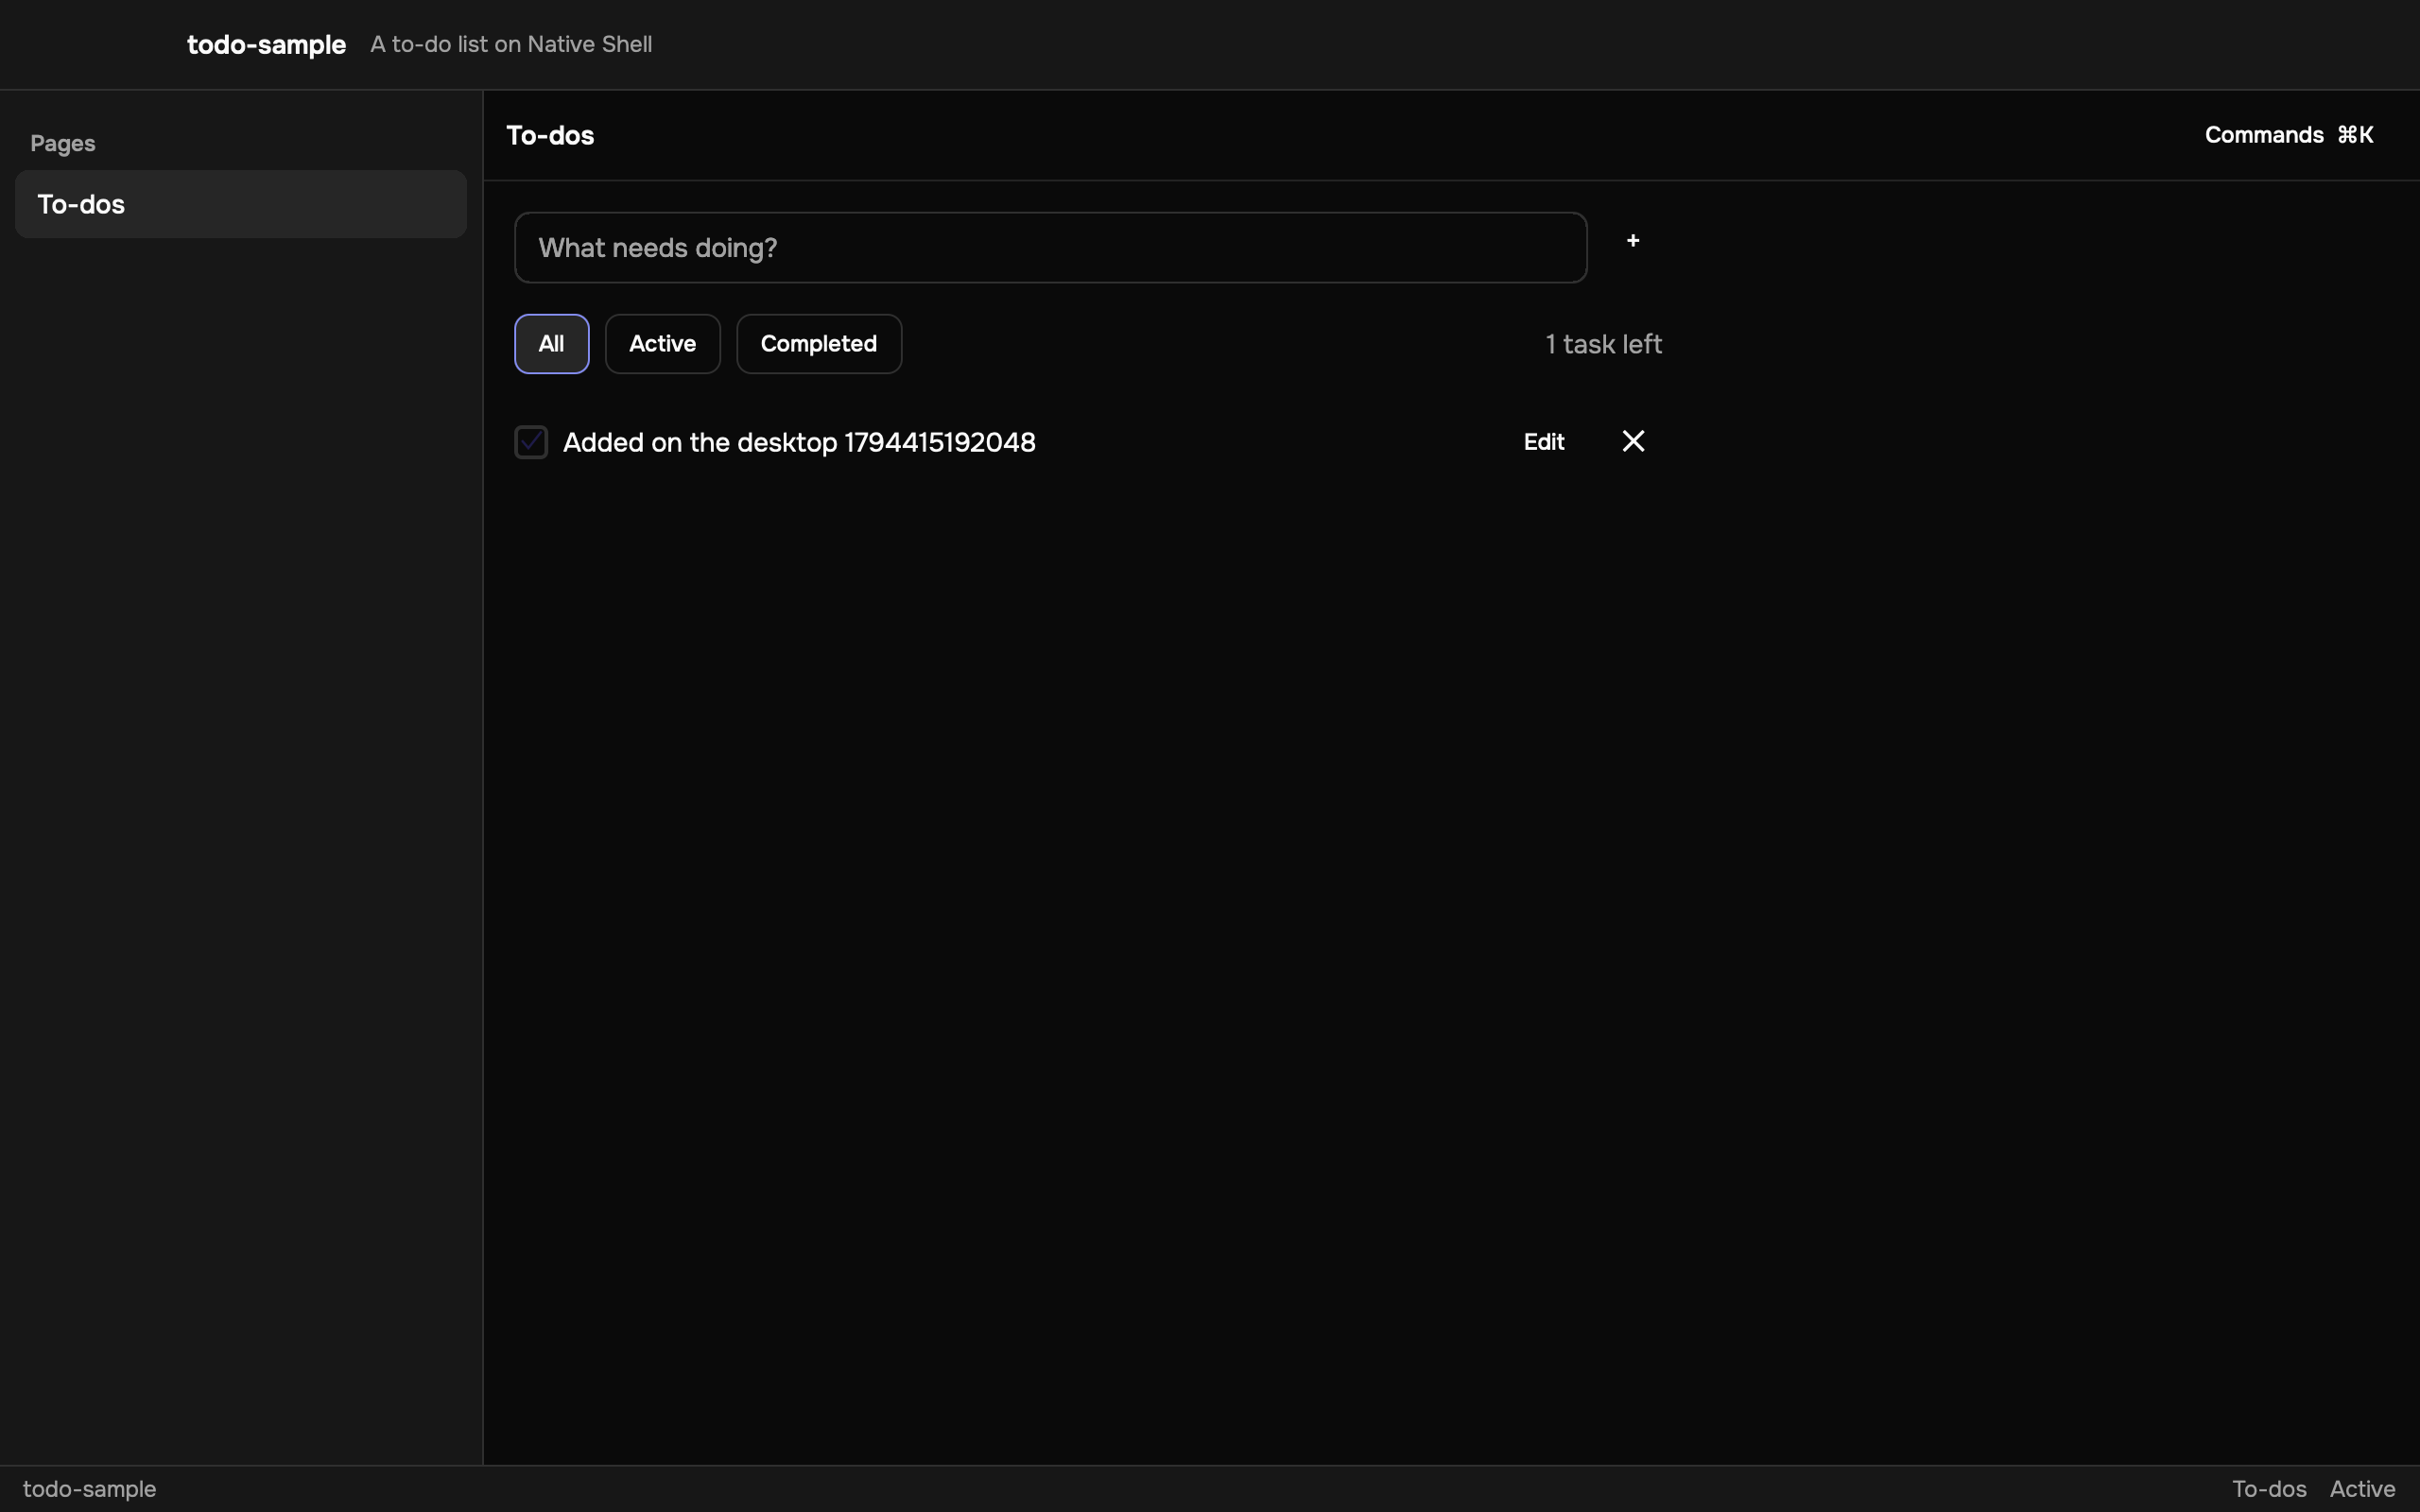 todo-sample A to-do list on Native Shell
Pages
To-dos
To-dos
Commands ⌘K
What needs doing?
+
All Active Completed
1 task left
Added on the desktop 1794415192048
Edit
todo-sample
To-dos Active